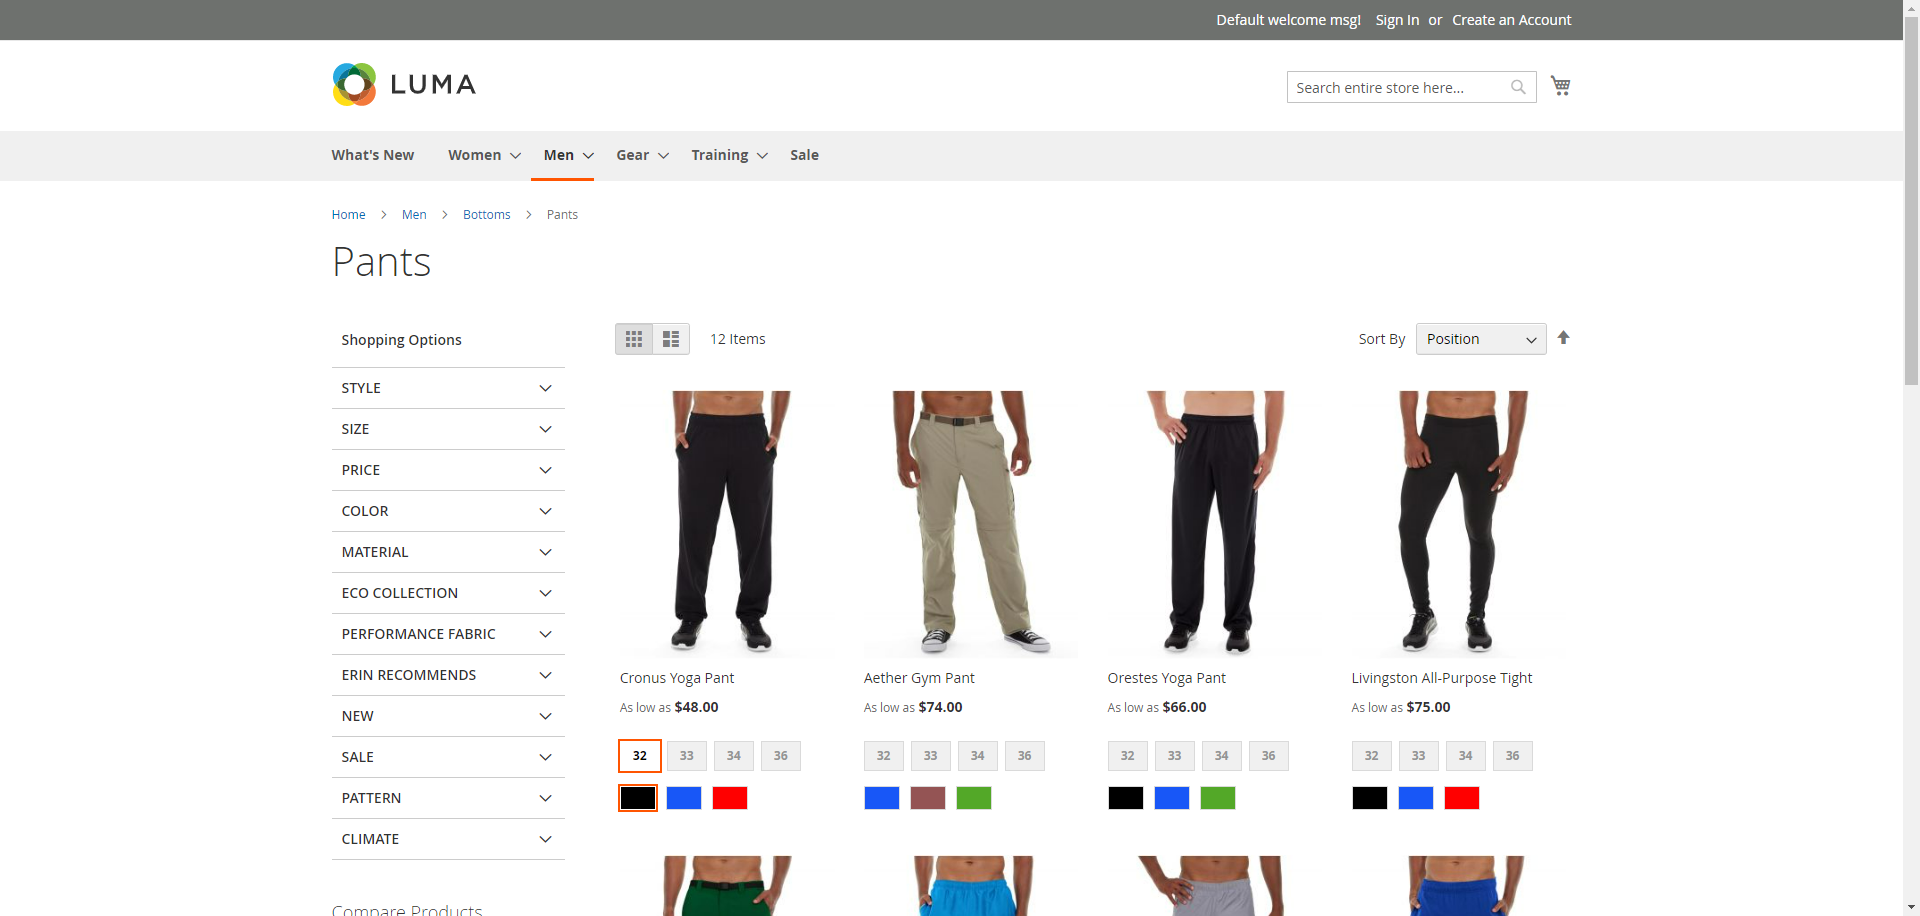 Default welcome msg! Sign In or Create an Account
LUMA
Search entire store here...
What's New Women Men Gear Training Sale
Home Men Bottoms Pants
Pants
Shopping Options
STYLE
SIZE
PRICE
COLOR
MATERIAL
ECO COLLECTION
PERFORMANCE FABRIC
ERIN RECOMMENDS
NEW
SALE
PATTERN
CLIMATE
Compare Products
12 Items
Sort By Position
Cronus Yoga Pant
As low as $48.00
32 33 34 36
Aether Gym Pant
As low as $74.00
32 33 34 36
Orestes Yoga Pant
As low as $66.00
32 33 34 36
Livingston All-Purpose Tight
As low as $75.00
32 33 34 36